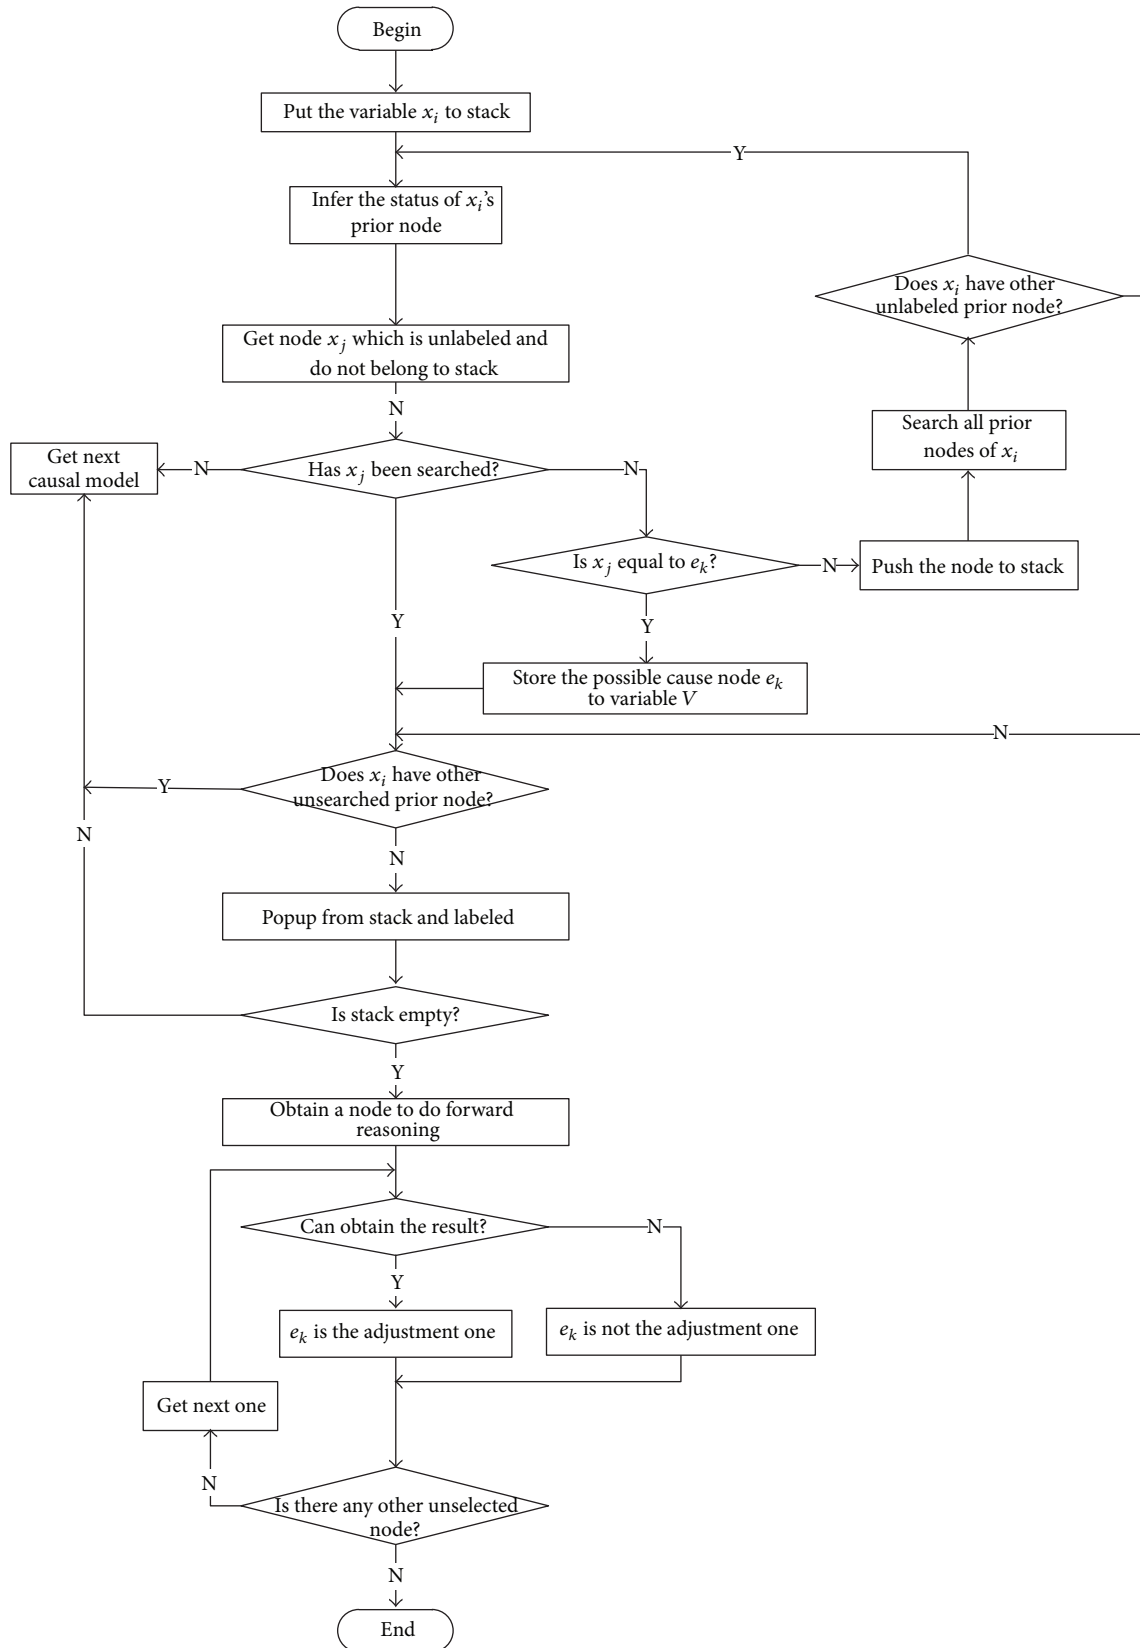 Begin
Put the variable x_i to stack
Y
Infer the status of x_i's
prior node
Does x_i have other
unlabeled prior node?
Get node x_j which is unlabeled and
do not belong to stack
N
Search all prior
nodes of x_i
Get next
causal model
N
Has x_j been searched?
N
Is x_j equal to e_k?
N
Push the node to stack
Y
Y
Store the possible cause node e_k
to variable V
N
Does x_i have other
unsearched prior node?
Y
N
N
Popup from stack and labeled
Is stack empty?
Y
Obtain a node to do forward
reasoning
Can obtain the result?
N
Y
e_k is the adjustment one
e_k is not the adjustment one
Get next one
N
Is there any other unselected
node?
N
End